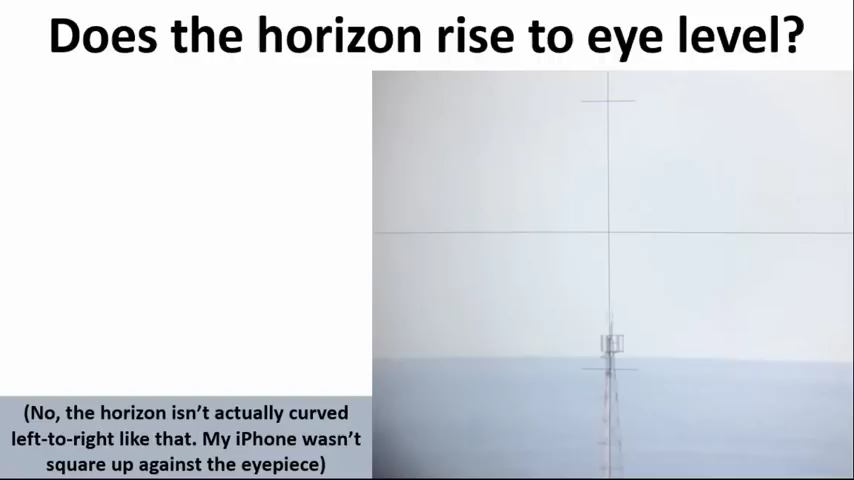 Does the horizon rise to eye level?
(No, the horizon isn’t actually curved
left-to-right like that. My iPhone wasn’t
square up against the eyepiece)